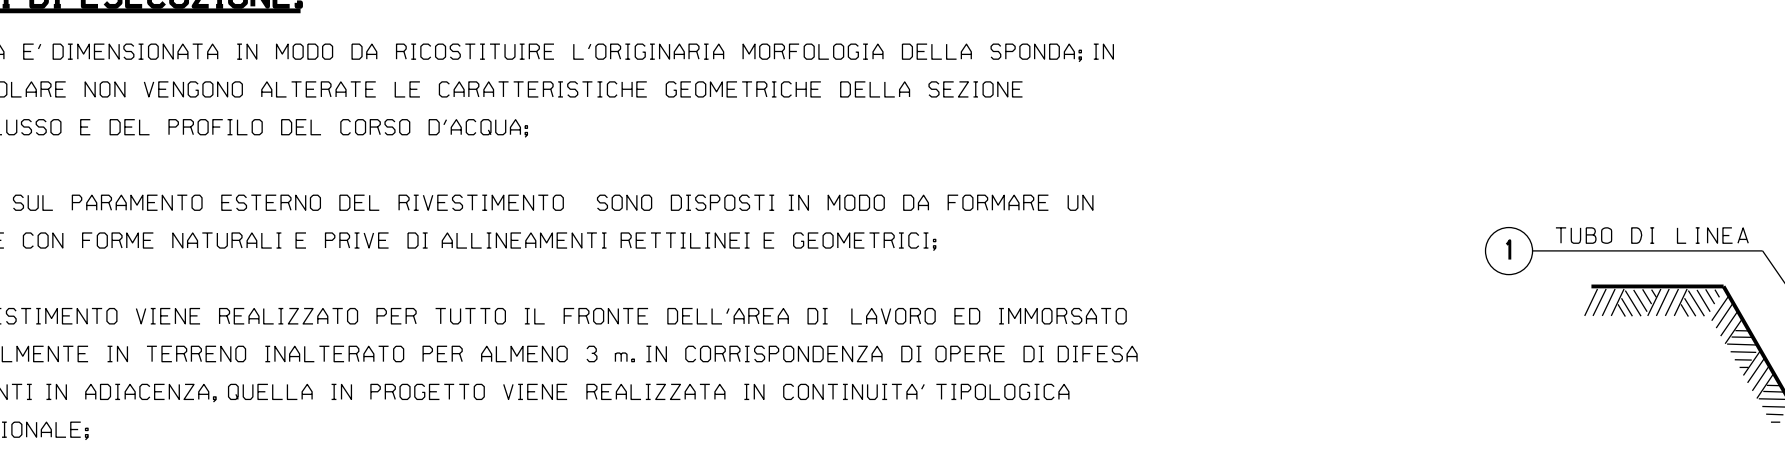 DI ESECUZIONE:
E' DIMENSIONATA IN MODO DA RICOSTITUIRE L'ORIGINARIA MORFOLOGIA DELLA SPONDA; IN
OLARE NON VENGONO ALTERATE LE CARATTERISTICHE GEOMETRICHE DELLA SEZIONE
LUSSO E DEL PROFILO DEL CORSO D'ACQUA;
SUL PARAMENTO ESTERNO DEL RIVESTIMENTO SONO DISPOSTI IN MODO DA FORMARE UN
E CON FORME NATURALI E PRIVE DI ALLINEAMENTI RETTILINEI E GEOMETRICI;
ESTIMENTO VIENE REALIZZATO PER TUTTO IL FRONTE DELL'AREA DI LAVORO ED IMMORSATO
LMENTE IN TERRENO INALTERATO PER ALMENO 3 m. IN CORRISPONDENZA DI OPERE DI DIFESA
NTI IN ADIACENZA, QUELLA IN PROGETTO VIENE REALIZZATA IN CONTINUITA' TIPOLOGICA
IONALE;
1 TUBO DI LINEA